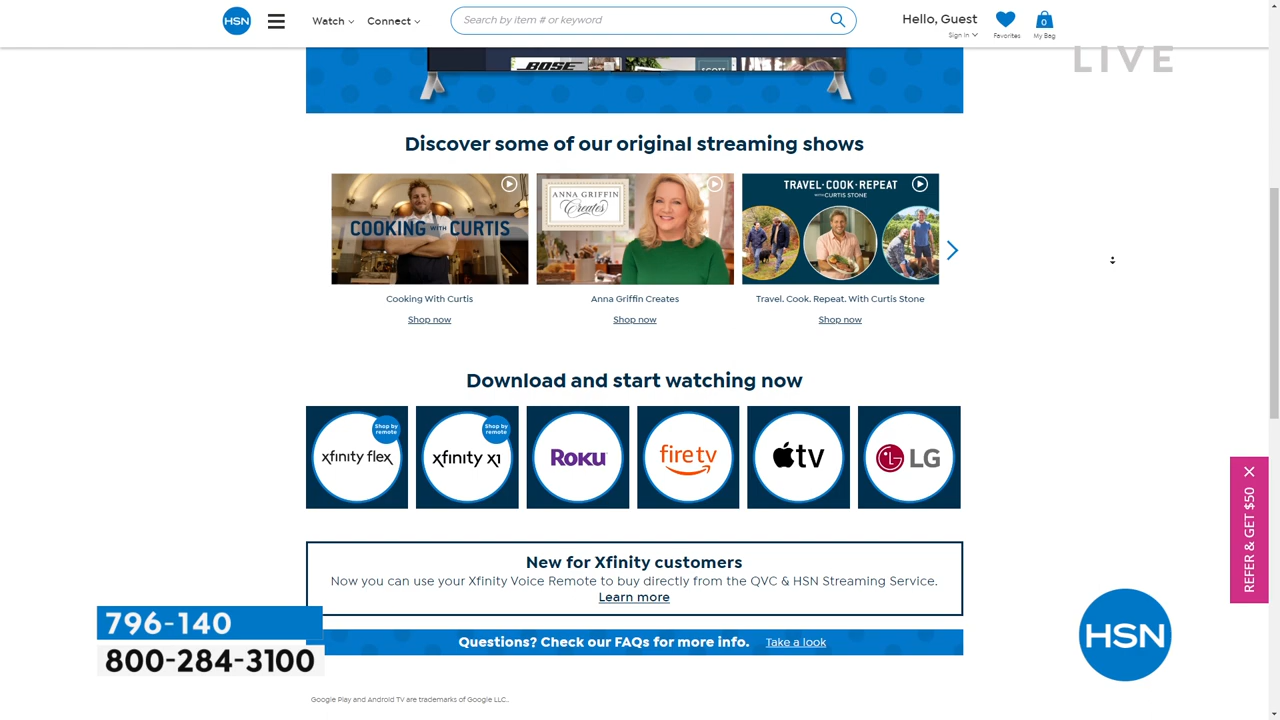 HSN
Watch
Connect
Search by item # or keyword
Hello, Guest
Sign In
Favorites
0
My Bag
LIVE
BOSE
SCOTT
Discover some of our original streaming shows
COOKING WITH CURTIS
ANNA GRIFFIN
Creates
TRAVEL·COOK·REPEAT
WITH CURTIS STONE
Cooking With Curtis
Anna Griffin Creates
Travel. Cook. Repeat. With Curtis Stone
Shop now
Shop now
Shop now
Download and start watching now
Shop by
remote
xfinity flex
Shop by
remote
xfinity x1
ROKU
fire tv
tv
LG
REFER & GET $50
New for Xfinity customers
Now you can use your Xfinity Voice Remote to buy directly from the QVC & HSN Streaming Service.
Learn more
796-140
800-284-3100
HSN
Questions? Check our FAQs for more info. Take a look
Google Play and Android TV are trademarks of Google LLC..